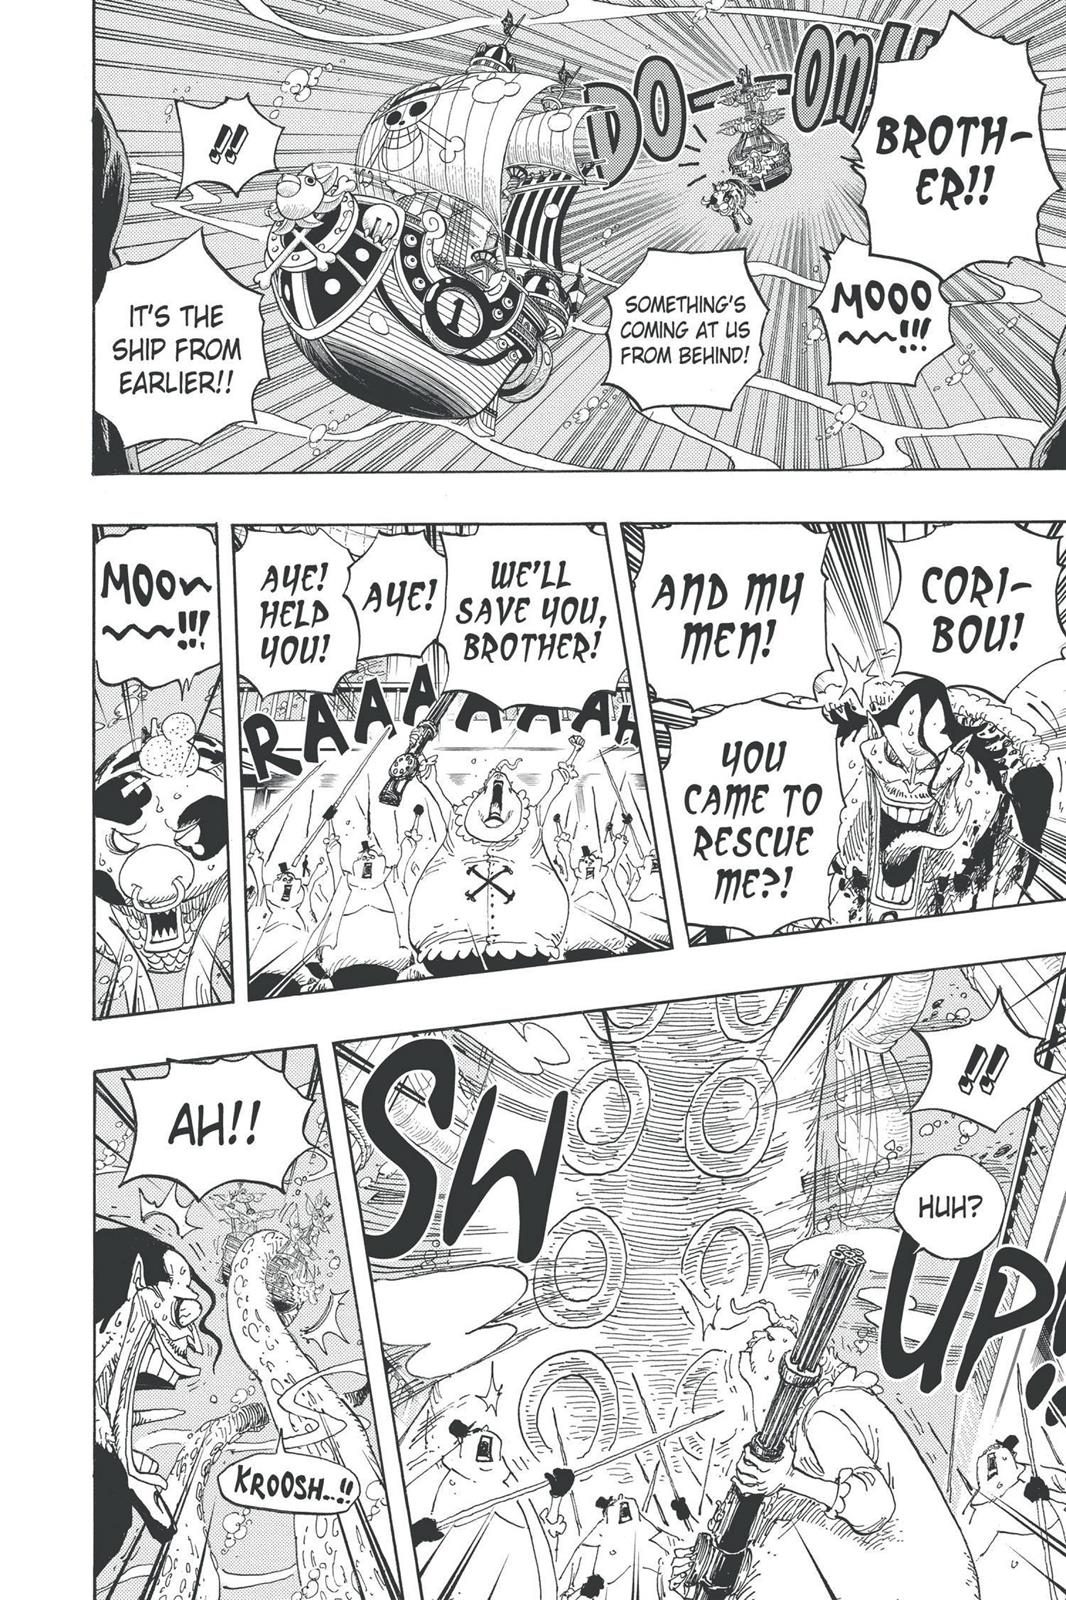 DO--OM!!
BROTH-
ER!!
MOOO
~~!!!
SOMETHING'S
COMING AT US
FROM BEHIND!
!!
IT'S THE
SHIP FROM
EARLIER!!
1
CORI-
BOU!
AND MY
MEN!
YOU
CAME TO
RESCUE
ME?!
WE'LL
SAVE YOU,
BROTHER!
AYE!
AYE!
HELP
YOU!
RAAAAAAAH
MOO~
~~!!!
!!
HUH?
SW
UP!!
AH!!
KROOSH...!!